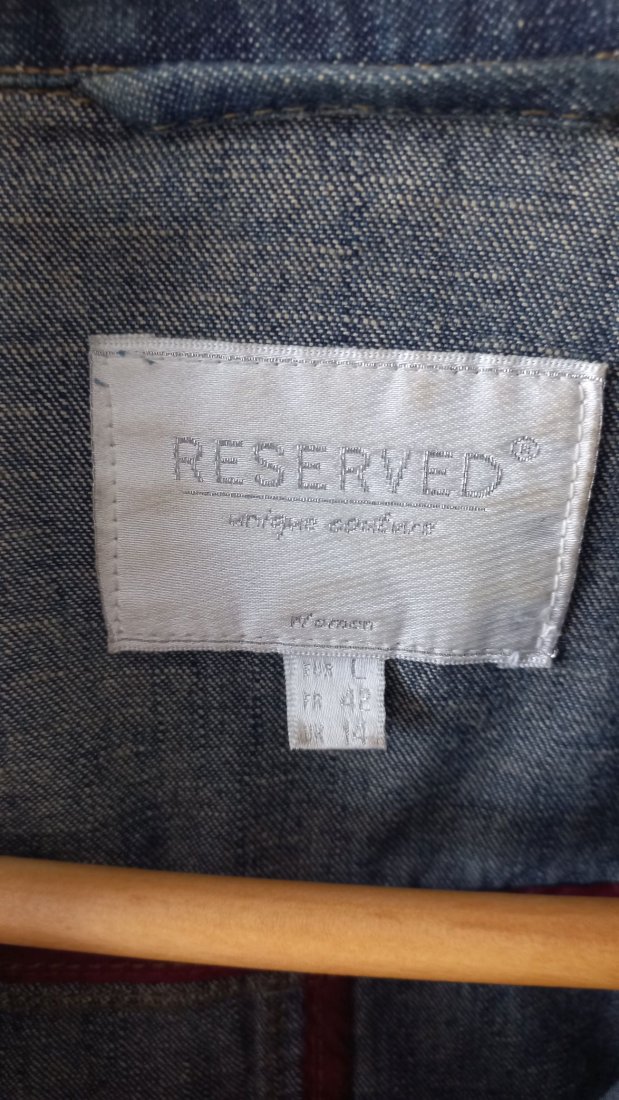 RESERVED®
unique couture
Woman
EUR L
FR 42
UK 14